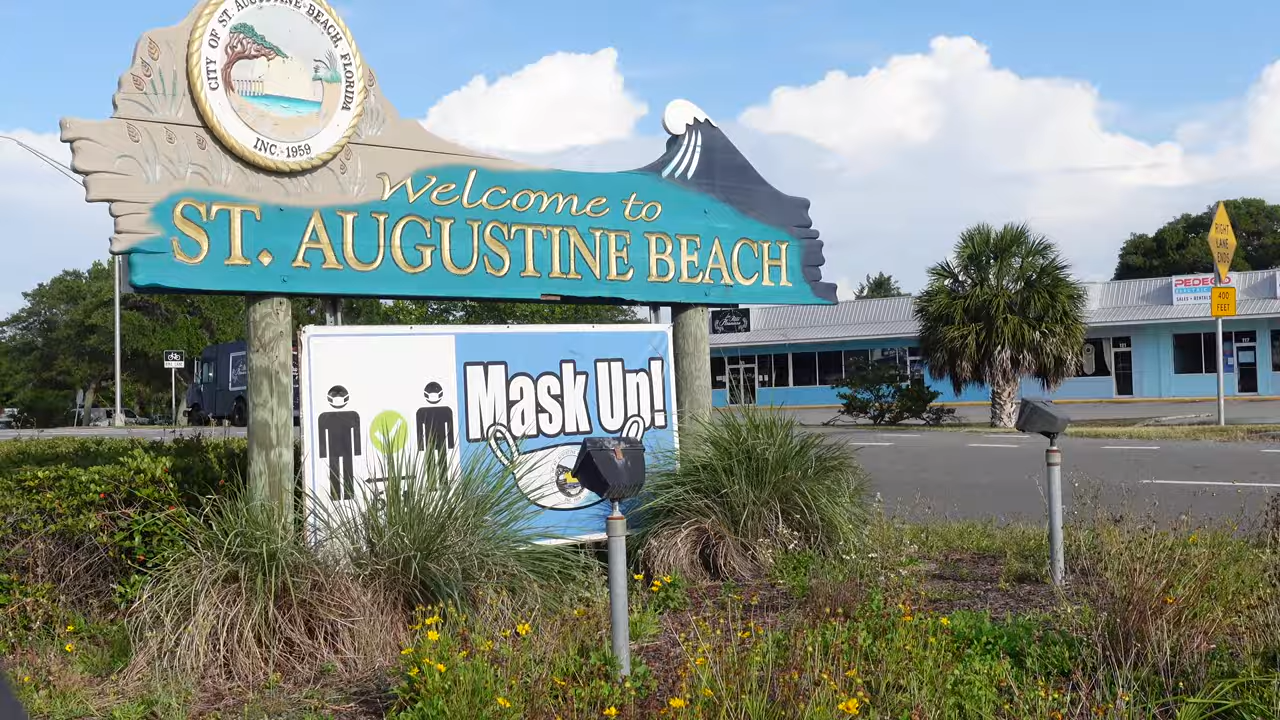 CITY OF ST. AUGUSTINE BEACH, FLORIDA
INC. 1959
Welcome to
ST. AUGUSTINE BEACH
Mask Up!
RIGHT
LANE
ENDS
400
FEET
PEDEGO
SALES • RENTALS